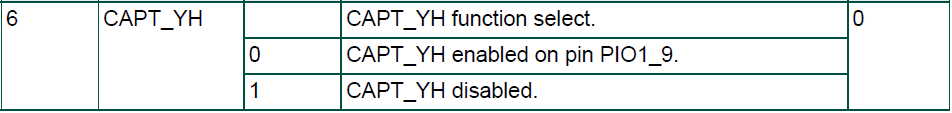 6 CAPT_YH CAPT_YH function select. 0
0 CAPT_YH enabled on pin PIO1_9.
1 CAPT_YH disabled.